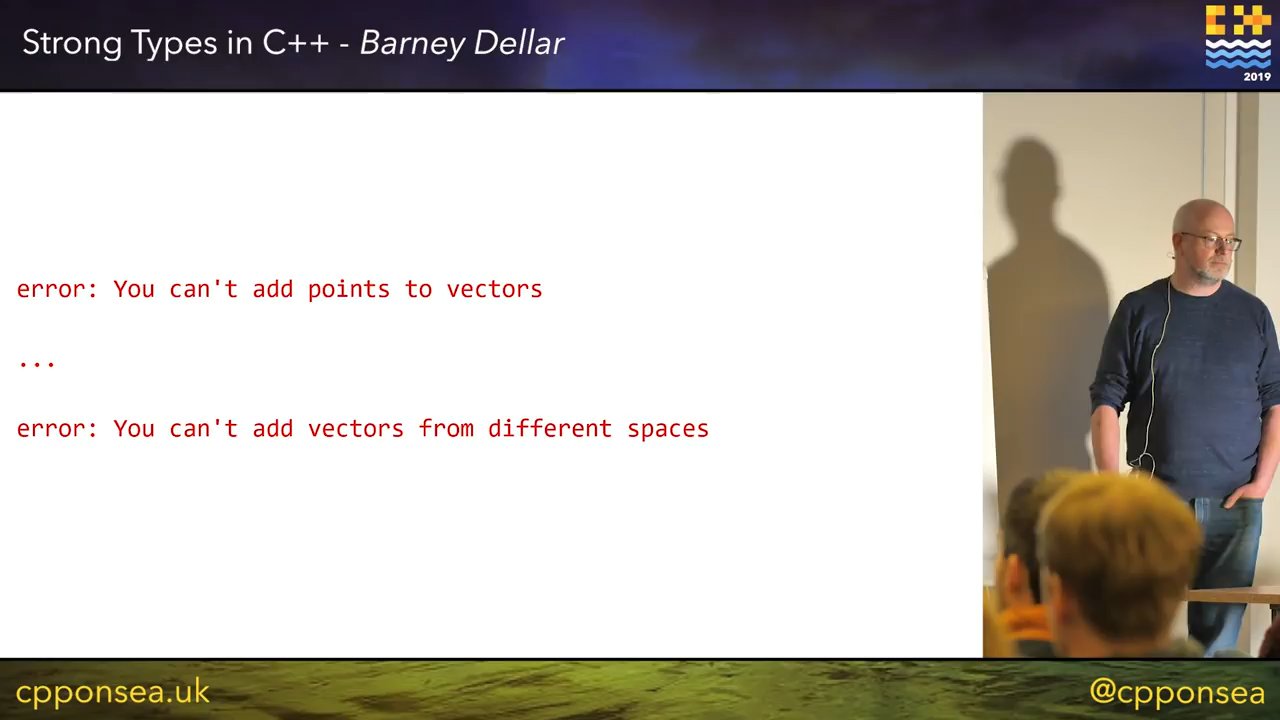 Strong Types in C++ - Barney Dellar
2019
error: You can't add points to vectors
...
error: You can't add vectors from different spaces
cpponsea.uk
@cpponsea